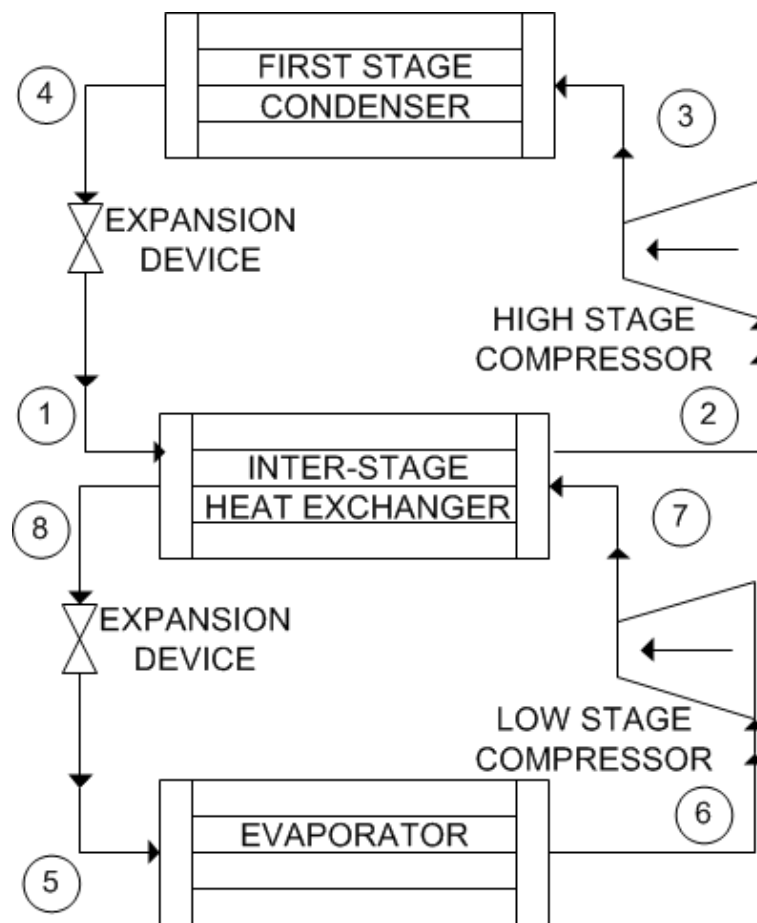 4
FIRST STAGE
CONDENSER
3
EXPANSION
DEVICE
HIGH STAGE
COMPRESSOR
1
2
INTER-STAGE
HEAT EXCHANGER
8
7
EXPANSION
DEVICE
LOW STAGE
COMPRESSOR
6
EVAPORATOR
5